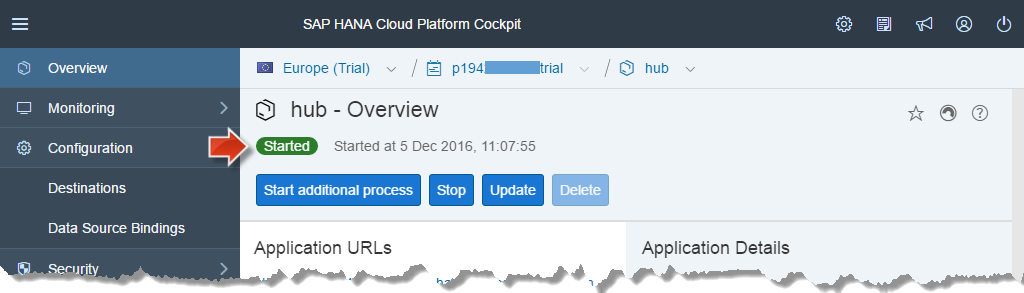 SAP HANA Cloud Platform Cockpit
Overview
Monitoring
Configuration
Destinations
Data Source Bindings
Security
Europe (Trial) / p194 trial / hub
hub - Overview
Started Started at 5 Dec 2016, 11:07:55
Start additional process Stop Update Delete
Application URLs
Application Details